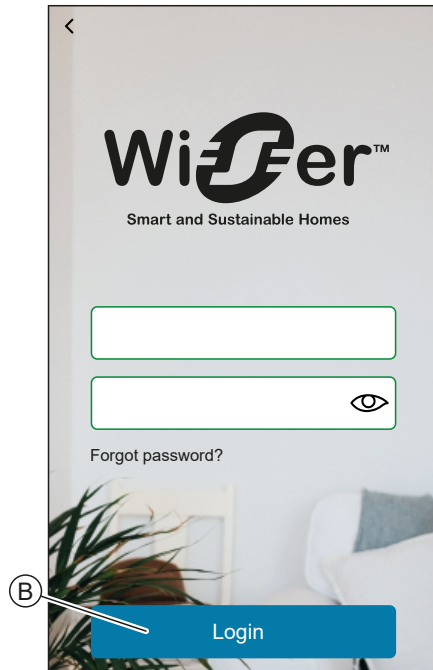 Wiser™
Smart and Sustainable Homes
Forgot password?
B
Login